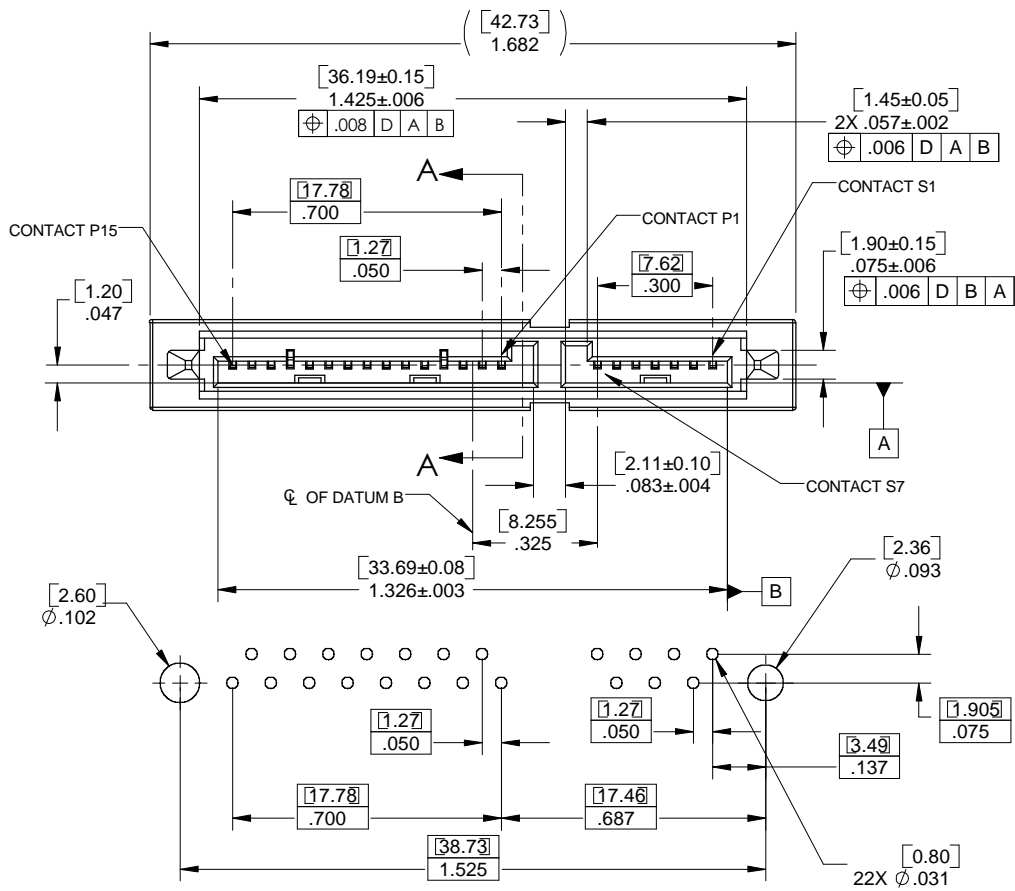 [42.73]
( 1.682 )
[36.19±0.15]
1.425±.006
⌖ .008 D A B
[1.45±0.05]
2X .057±.002
⌖ .006 D A B
A
[17.78]
.700
CONTACT S1
CONTACT P15
CONTACT P1
[1.27]
.050
[7.62]
.300
[1.90±0.15]
.075±.006
⌖ .006 D B A
[1.20]
.047
A
A
[2.11±0.10]
.083±.004
CONTACT S7
℄ OF DATUM B
[8.255]
.325
[33.69±0.08]
1.326±.003
B
[2.36]
⌀.093
[2.60]
⌀.102
[1.27]
.050
[1.27]
.050
[1.905]
.075
[3.49]
.137
[17.78]
.700
[17.46]
.687
[38.73]
1.525
[0.80]
22X ⌀.031